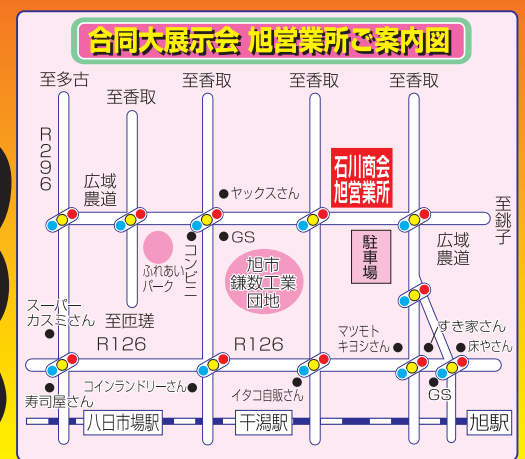 合同大展示会 旭営業所ご案内図
至多古
至香取
至香取
至香取
至香取
R296
広域
農道
ヤックスさん
石川商会
旭営業所
至銚子
GS
コンビニ
ふれあい
パーク
旭市
鎌数工業
団地
駐車場
広域
農道
至匝瑳
スーパー
カスミさん
R126
R126
マツモト
キヨシさん
すき家さん
床やさん
寿司屋さん
コインランドリーさん
イタコ自販さん
GS
八日市場駅
干潟駅
旭駅